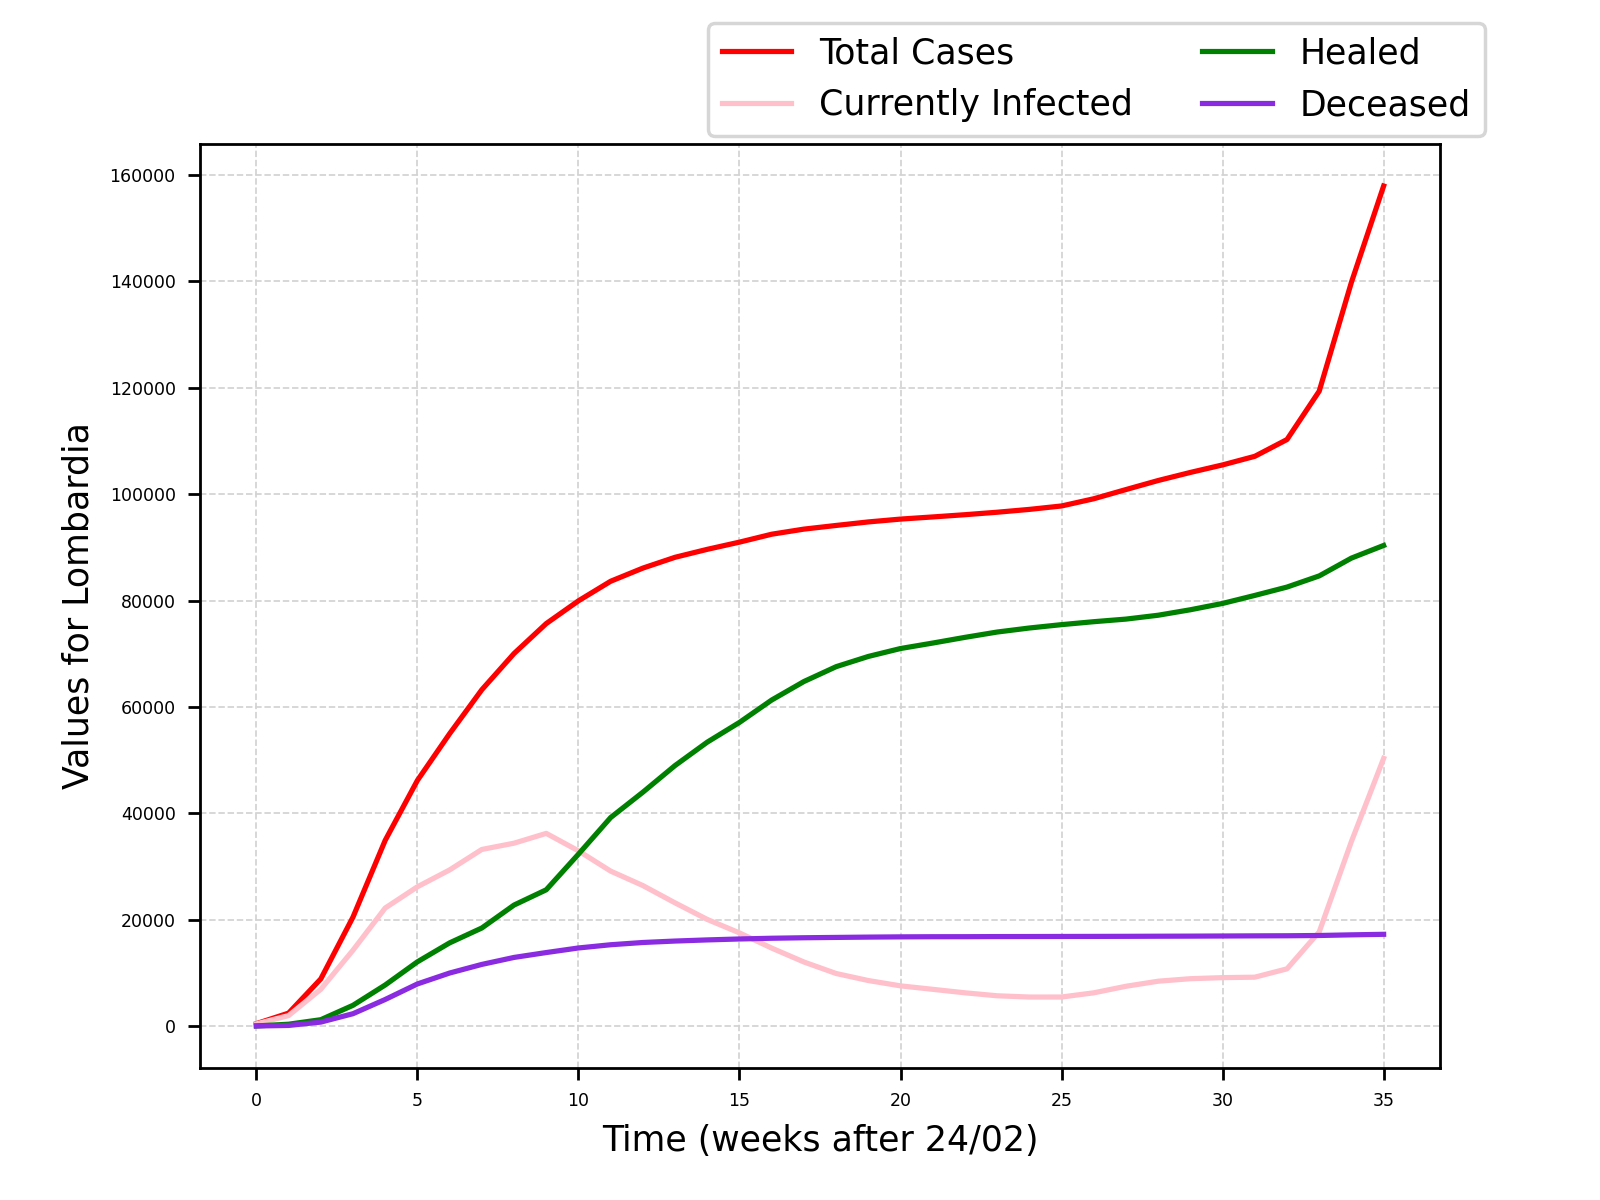 Total Cases
Currently Infected
Healed
Deceased
160000
140000
120000
100000
80000
60000
40000
20000
0
Values for Lombardia
0 5 10 15 20 25 30 35
Time (weeks after 24/02)